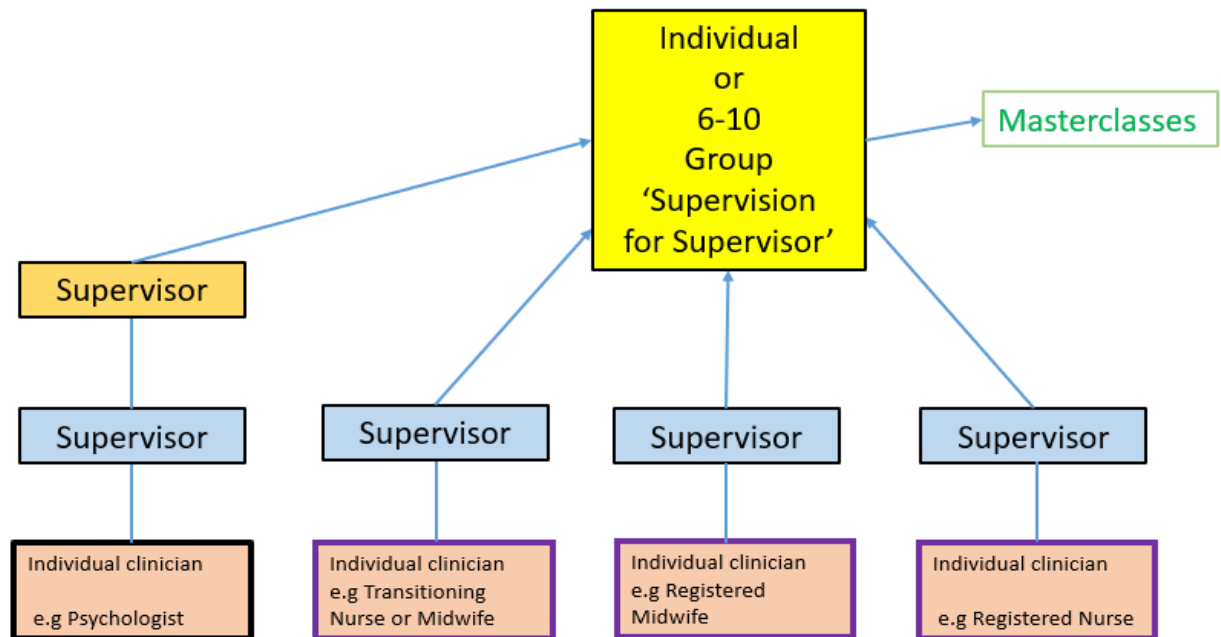 Individual
or
6-10
Group
‘Supervision
for Supervisor’
Masterclasses
Supervisor
Supervisor
Supervisor
Supervisor
Supervisor
Individual clinician
e.g Psychologist
Individual clinician
e.g Transitioning
Nurse or Midwife
Individual clinician
e.g Registered
Midwife
Individual clinician
e.g Registered Nurse